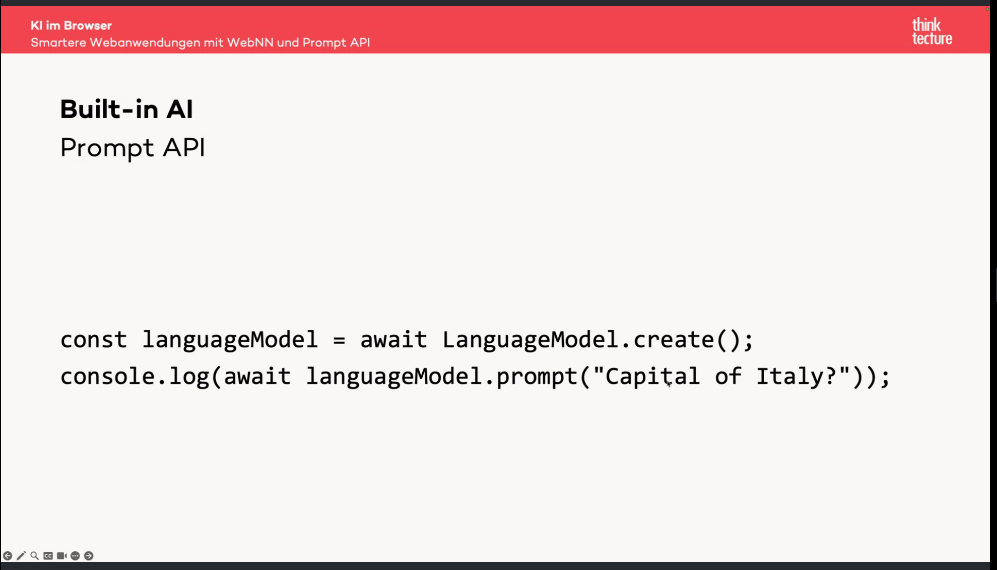 KI im Browser
Smartere Webanwendungen mit WebNN und Prompt API
think
tecture
Built-in AI
Prompt API
const languageModel = await LanguageModel.create();
console.log(await languageModel.prompt("Capital of Italy?"));